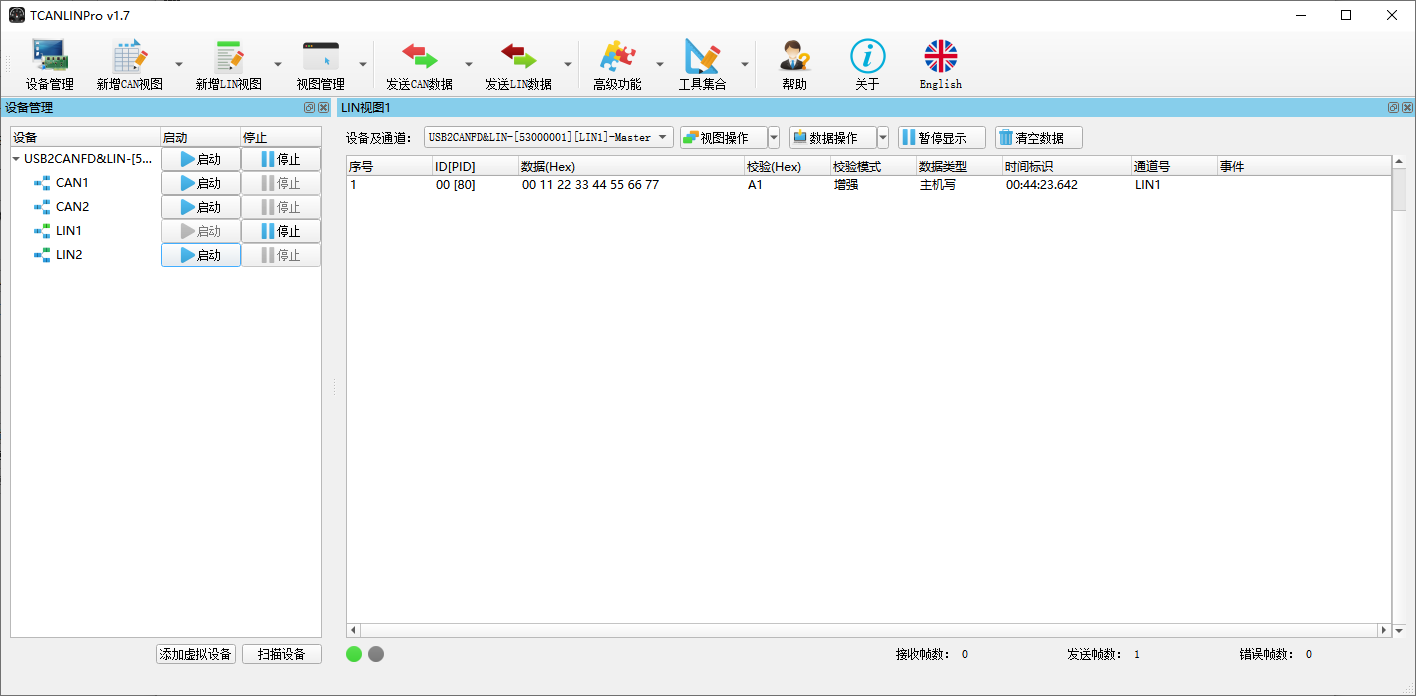 TCANLINPro v1.7
设备管理 新增CAN视图 新增LIN视图 视图管理 发送CAN数据 发送LIN数据 高级功能 工具集合 帮助 关于 English
设备管理
设备 启动 停止
USB2CANFD&LIN-[5... 启动 停止
CAN1 启动 停止
CAN2 启动 停止
LIN1 启动 停止
LIN2 启动 停止
添加虚拟设备 扫描设备
LIN视图1
设备及通道: USB2CANFD&LIN-[53000001][LIN1]-Master 视图操作 数据操作 暂停显示 清空数据
序号 ID[PID] 数据(Hex) 校验(Hex) 校验模式 数据类型 时间标识 通道号 事件
1 00 [80] 00 11 22 33 44 55 66 77 A1 增强 主机写 00:44:23.642 LIN1
接收帧数: 0 发送帧数: 1 错误帧数: 0